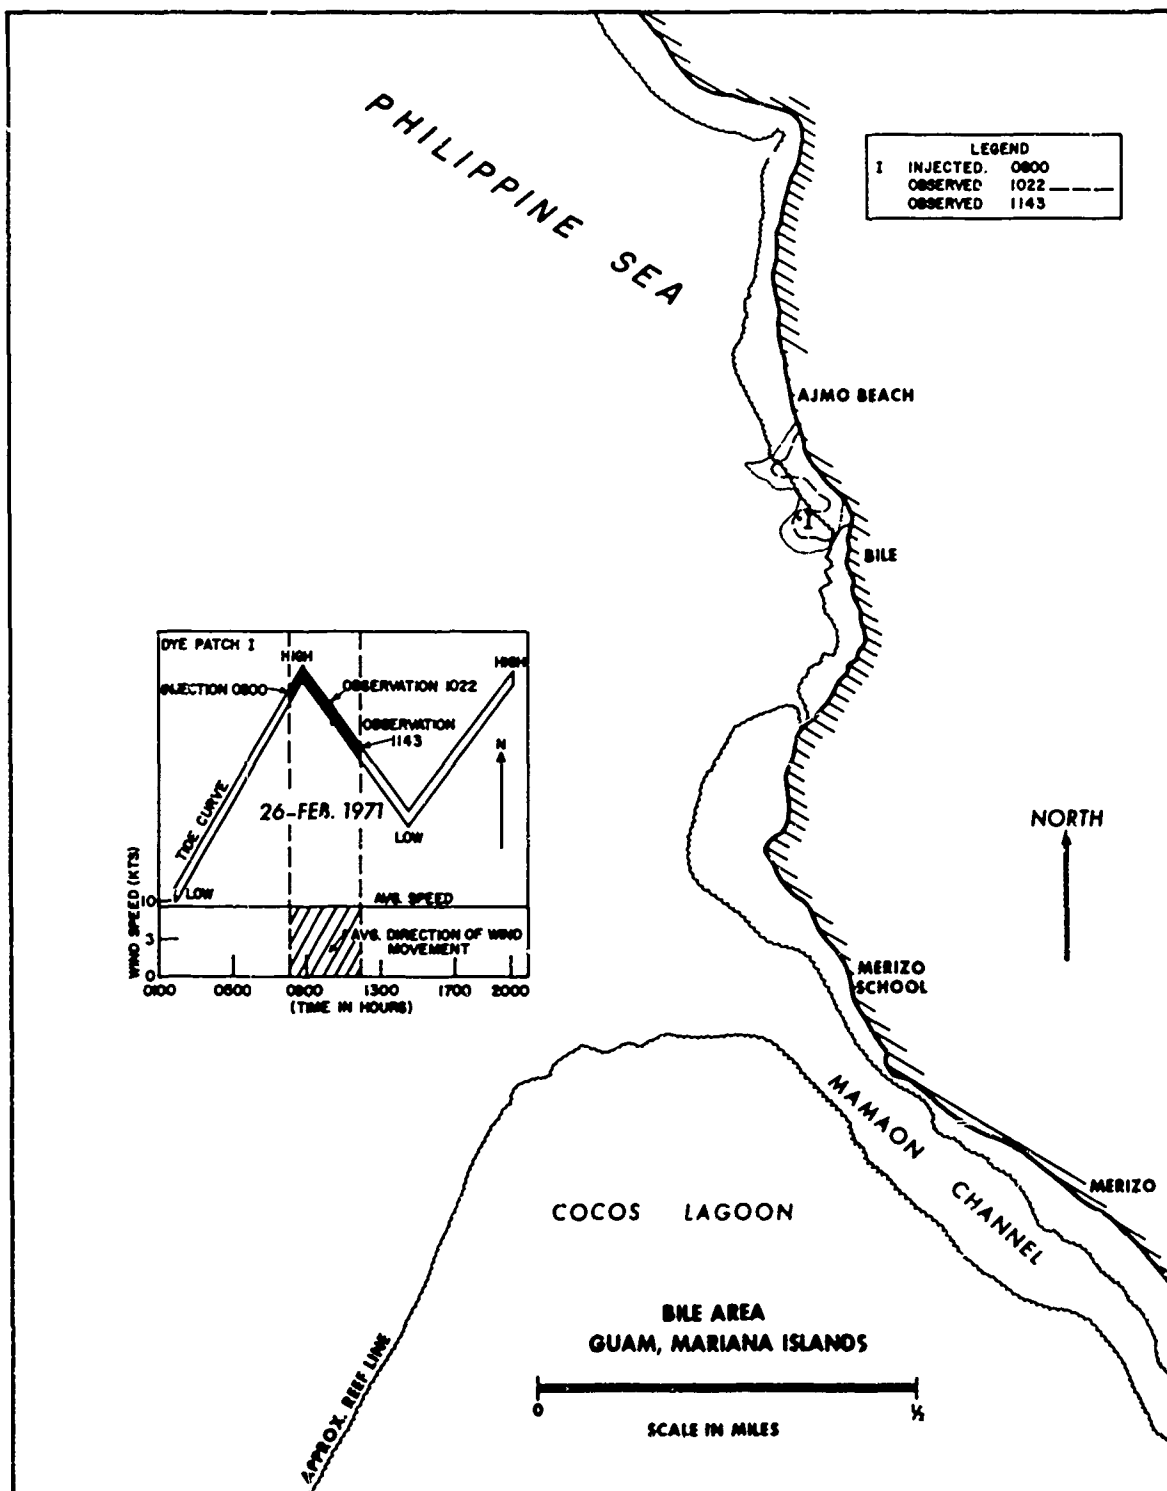 PHILIPPINE SEA
LEGEND
I INJECTED. 0800
OBSERVED 1022
OBSERVED 1143
AJMO BEACH
I
BILE
DYE PATCH I
HIGH
HIGH
INJECTION 0800
OBSERVATION 1022
OBSERVATION
1143
N
TIDE CURVE
26-FEB. 1971
LOW
LOW
AVG. SPEED
WIND SPEED (KTS)
10
3
0
AVG. DIRECTION OF WIND
MOVEMENT
0100 0500 0900 1300 1700 2000
(TIME IN HOURS)
NORTH
MERIZO
SCHOOL
MAMAON CHANNEL
MERIZO
COCOS LAGOON
BILE AREA
GUAM, MARIANA ISLANDS
0 ½
SCALE IN MILES
APPROX. REEF LINE